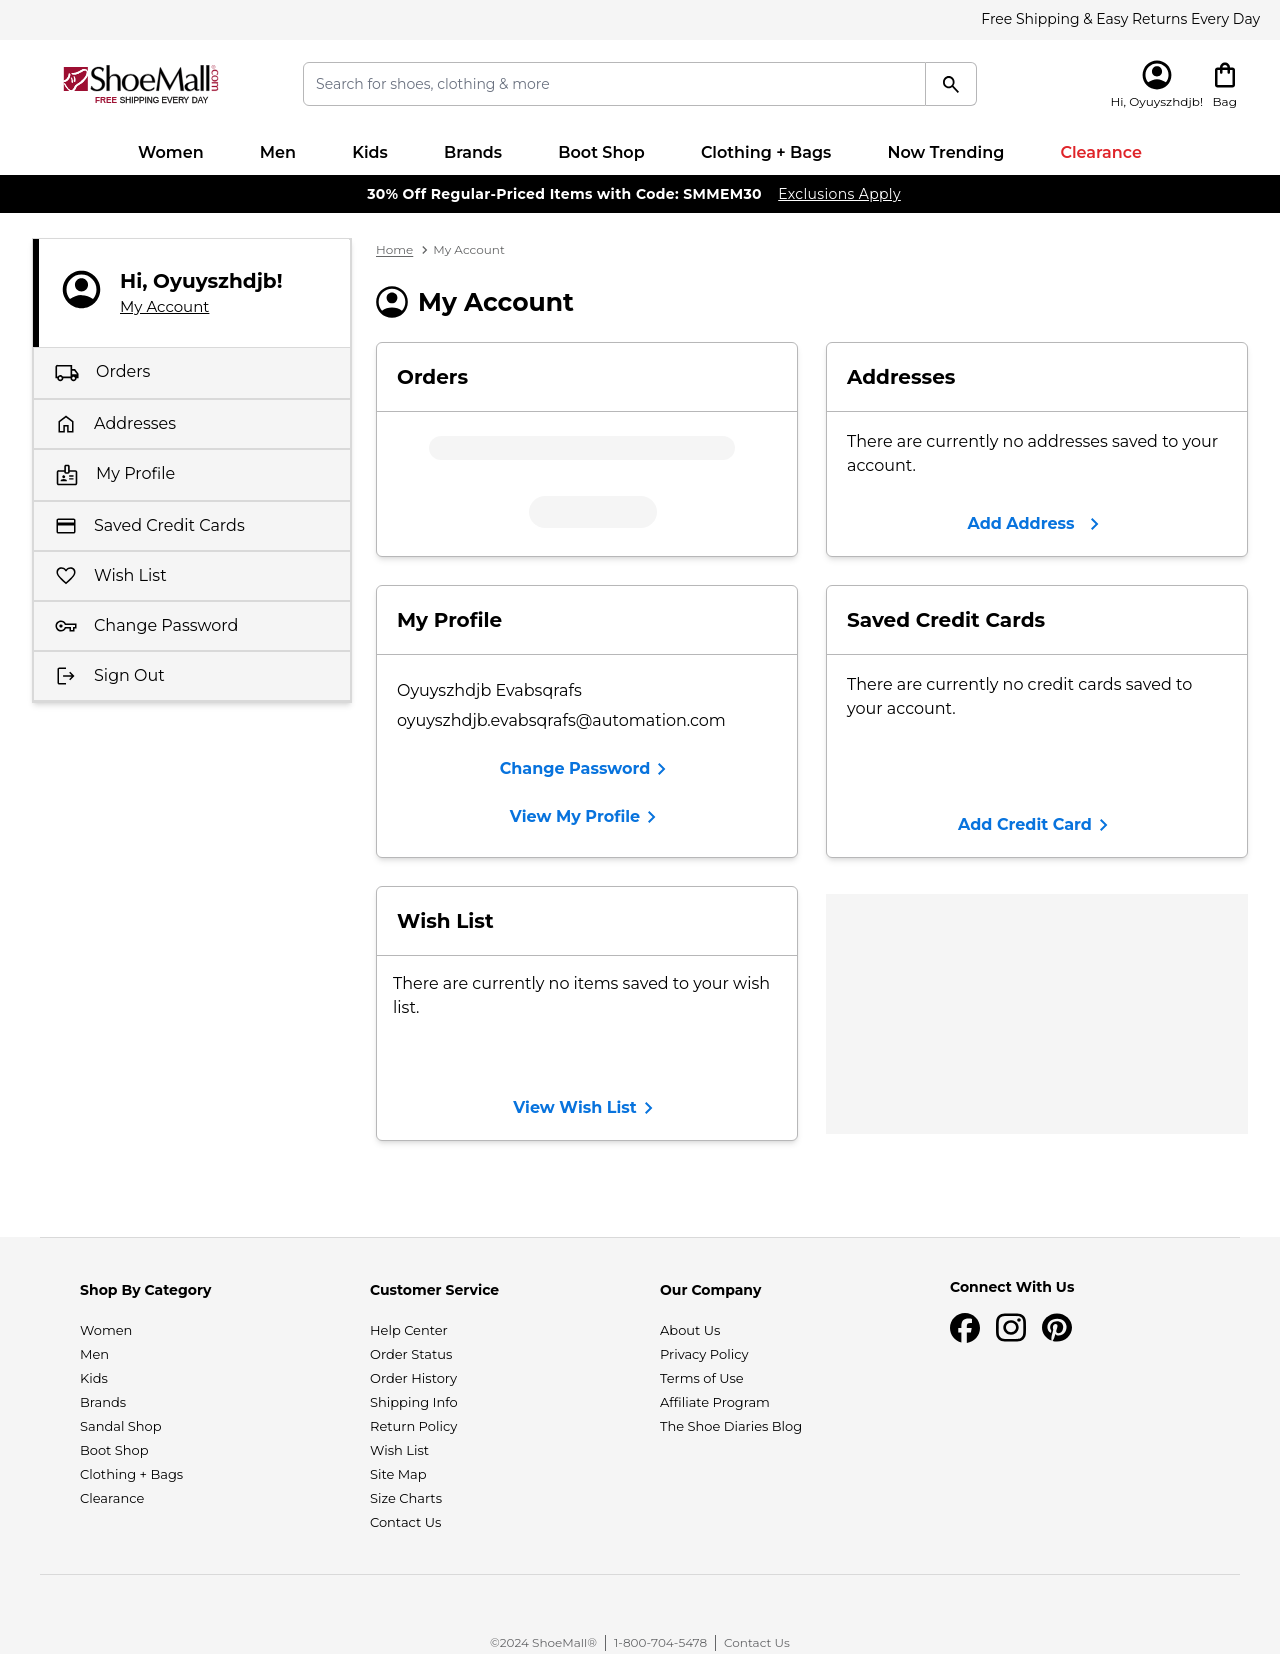 Free Shipping & Easy Returns Every Day
ShoeMall.com
FREE SHIPPING EVERY DAY
Search for shoes, clothing & more
Hi, Oyuyszhdjb!
Bag
Women
Men
Kids
Brands
Boot Shop
Clothing + Bags
Now Trending
Clearance
30% Off Regular-Priced Items with Code: SMMEM30 Exclusions Apply
Hi, Oyuyszhdjb!
My Account
Orders
Addresses
My Profile
Saved Credit Cards
Wish List
Change Password
Sign Out
Home > My Account
My Account
Orders
Addresses
There are currently no addresses saved to your
account.
Add Address
My Profile
Oyuyszhdjb Evabsqrafs
oyuyszhdjb.evabsqrafs@automation.com
Change Password
View My Profile
Saved Credit Cards
There are currently no credit cards saved to
your account.
Add Credit Card
Wish List
There are currently no items saved to your wish
list.
View Wish List
Shop By Category
Women
Men
Kids
Brands
Sandal Shop
Boot Shop
Clothing + Bags
Clearance
Customer Service
Help Center
Order Status
Order History
Shipping Info
Return Policy
Wish List
Site Map
Size Charts
Contact Us
Our Company
About Us
Privacy Policy
Terms of Use
Affiliate Program
The Shoe Diaries Blog
Connect With Us
©2024 ShoeMall® | 1-800-704-5478 | Contact Us